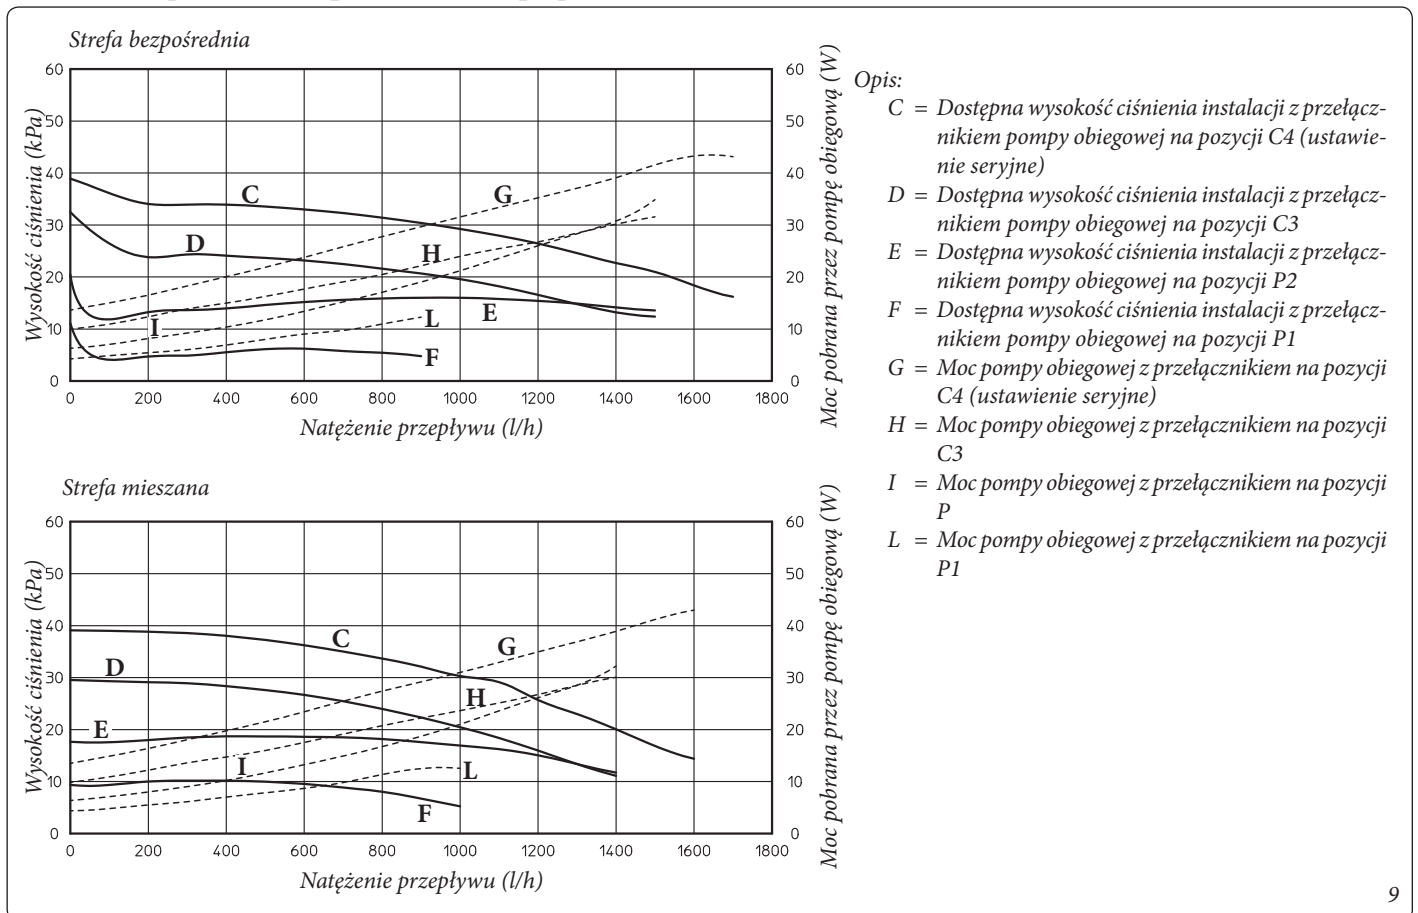 Strefa bezpośrednia
60
50
40
30
20
10
0
Wysokość ciśnienia (kPa)
C
D
E
F
G
H
I
L
60
50
40
30
20
10
0
Moc pobrana przez pompę obiegową (W)
0 200 400 600 800 1000 1200 1400 1600 1800
Natężenie przepływu (l/h)
Strefa mieszana
60
50
40
30
20
10
0
Wysokość ciśnienia (kPa)
C
D
E
F
G
H
I
L
60
50
40
30
20
10
0
Moc pobrana przez pompę obiegową (W)
0 200 400 600 800 1000 1200 1400 1600 1800
Natężenie przepływu (l/h)
Opis:
C = Dostępna wysokość ciśnienia instalacji z przełącz-
nikiem pompy obiegowej na pozycji C4 (ustawie-
nie seryjne)
D = Dostępna wysokość ciśnienia instalacji z przełącz-
nikiem pompy obiegowej na pozycji C3
E = Dostępna wysokość ciśnienia instalacji z przełącz-
nikiem pompy obiegowej na pozycji P2
F = Dostępna wysokość ciśnienia instalacji z przełącz-
nikiem pompy obiegowej na pozycji P1
G = Moc pompy obiegowej z przełącznikiem na pozycji
C4 (ustawienie seryjne)
H = Moc pompy obiegowej z przełącznikiem na pozycji
C3
I = Moc pompy obiegowej z przełącznikiem na pozycji
P
L = Moc pompy obiegowej z przełącznikiem na pozycji
P1
9